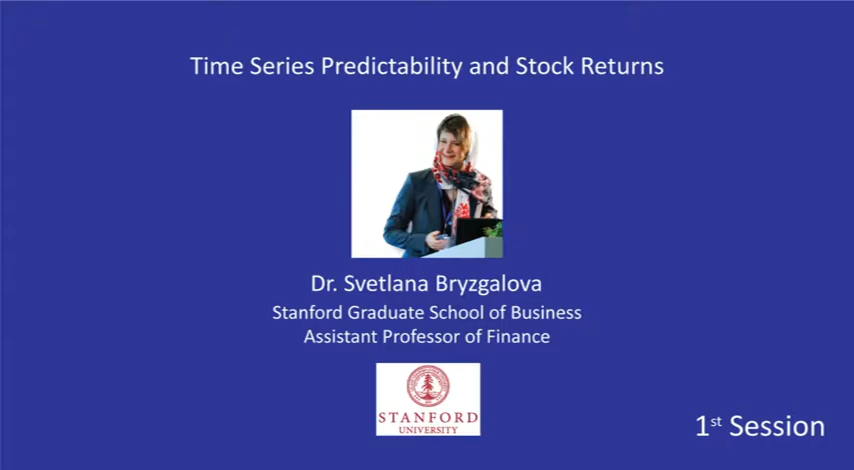 Time Series Predictability and Stock Returns
Dr. Svetlana Bryzgalova
Stanford Graduate School of Business
Assistant Professor of Finance
STANFORD
UNIVERSITY
1st Session